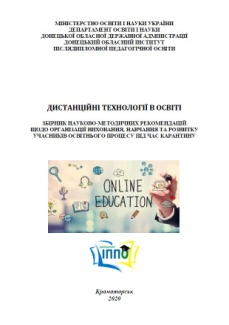 МІНІСТЕРСТВО ОСВІТИ І НАУКИ УКРАЇНИ
ДЕПАРТАМЕНТ ОСВІТИ І НАУКИ
ДОНЕЦЬКОЇ ОБЛАСНОЇ ДЕРЖАВНОЇ АДМІНІСТРАЦІЇ
ДОНЕЦЬКИЙ ОБЛАСНИЙ ІНСТИТУТ
ПІСЛЯДИПЛОМНОЇ ПЕДАГОГІЧНОЇ ОСВІТИ
ДИСТАНЦІЙНІ ТЕХНОЛОГІЇ В ОСВІТІ
ЗБІРНИК НАУКОВО-МЕТОДИЧНИХ РЕКОМЕНДАЦІЙ
ЩОДО ОРГАНІЗАЦІЇ ВИХОВАННЯ, НАВЧАННЯ ТА РОЗВИТКУ
УЧАСНИКІВ ОСВІТНЬОГО ПРОЦЕСУ ПІД ЧАС КАРАНТИНУ
ONLINE
EDUCATION
ІППО
Краматорськ
2020